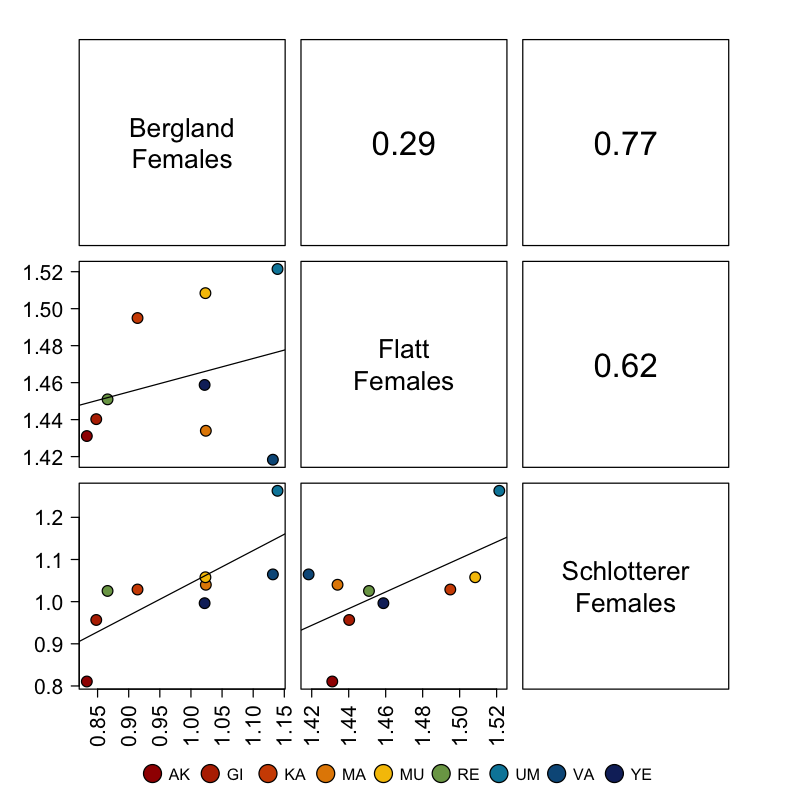 Bergland
Females
0.29
0.77
1.52
1.50
1.48
1.46
1.44
1.42
Flatt
Females
0.62
1.2
1.1
1.0
0.9
0.8
Schlotterer
Females
0.85 0.90 0.95 1.00 1.05 1.10 1.15
1.42 1.44 1.46 1.48 1.50 1.52
AK GI KA MA MU RE UM VA YE